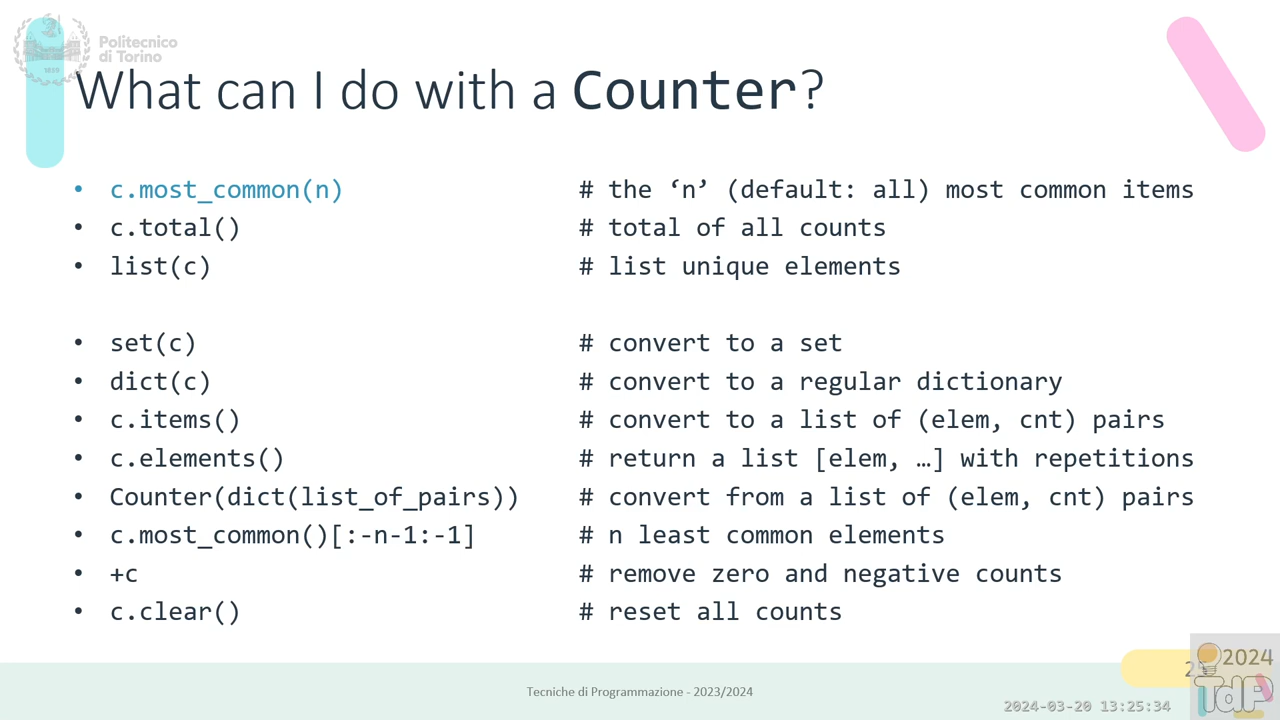 Politecnico
di Torino
1859
What can I do with a Counter?
• c.most_common(n) # the ‘n’ (default: all) most common items
• c.total() # total of all counts
• list(c) # list unique elements
• set(c) # convert to a set
• dict(c) # convert to a regular dictionary
• c.items() # convert to a list of (elem, cnt) pairs
• c.elements() # return a list [elem, …] with repetitions
• Counter(dict(list_of_pairs)) # convert from a list of (elem, cnt) pairs
• c.most_common()[:-n-1:-1] # n least common elements
• +c # remove zero and negative counts
• c.clear() # reset all counts
Tecniche di Programmazione - 2023/2024
2024
TdP
2024-03-20 13:25:34